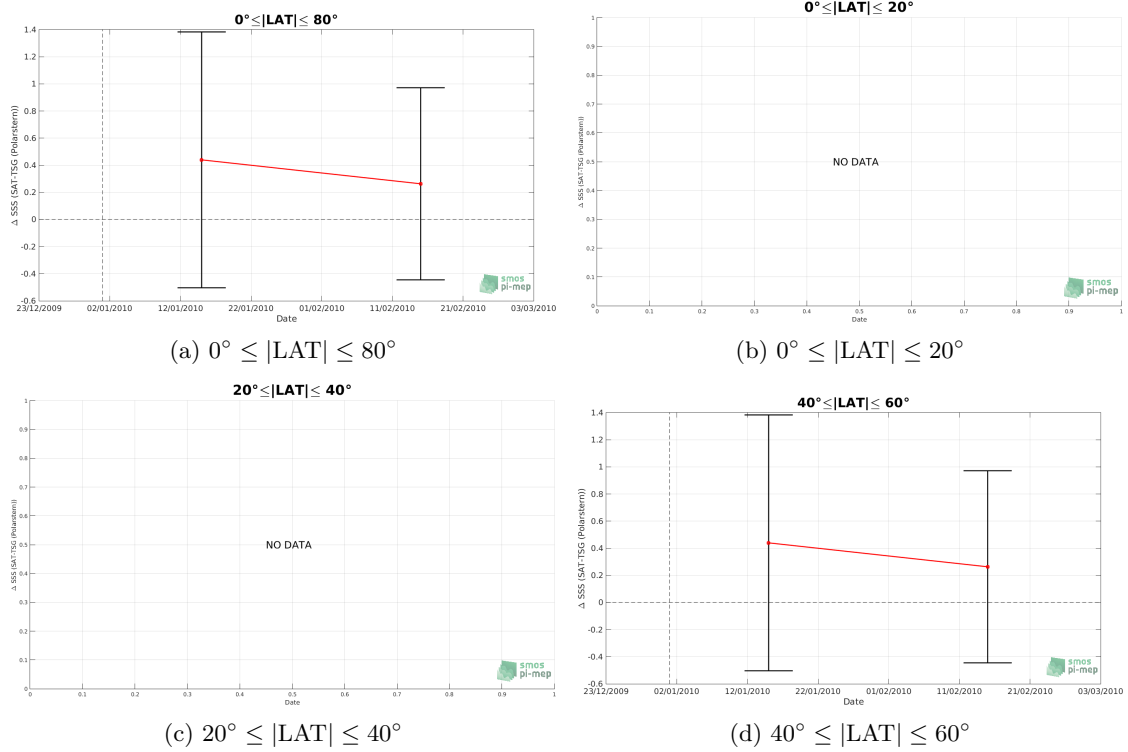 0°≤|LAT|≤ 80°
1.4
1.2
1
0.8
0.6
0.4
0.2
0
-0.2
-0.4
-0.6
Δ SSS (SAT-TSG (Polarstern))
23/12/2009 02/01/2010 12/01/2010 22/01/2010 01/02/2010 11/02/2010 21/02/2010 03/03/2010
Date
smos
pi-mep
(a) 0° ≤ |LAT| ≤ 80°
0°≤|LAT|≤ 20°
1
0.9
0.8
0.7
0.6
0.5
0.4
0.3
0.2
0.1
0
Δ SSS (SAT-TSG (Polarstern))
NO DATA
0 0.1 0.2 0.3 0.4 0.5 0.6 0.7 0.8 0.9 1
Date
smos
pi-mep
(b) 0° ≤ |LAT| ≤ 20°
20°≤|LAT|≤ 40°
1
0.9
0.8
0.7
0.6
0.5
0.4
0.3
0.2
0.1
0
Δ SSS (SAT-TSG (Polarstern))
NO DATA
0 0.1 0.2 0.3 0.4 0.5 0.6 0.7 0.8 0.9 1
Date
smos
pi-mep
(c) 20° ≤ |LAT| ≤ 40°
40°≤|LAT|≤ 60°
1.4
1.2
1
0.8
0.6
0.4
0.2
0
-0.2
-0.4
-0.6
Δ SSS (SAT-TSG (Polarstern))
23/12/2009 02/01/2010 12/01/2010 22/01/2010 01/02/2010 11/02/2010 21/02/2010 03/03/2010
Date
smos
pi-mep
(d) 40° ≤ |LAT| ≤ 60°